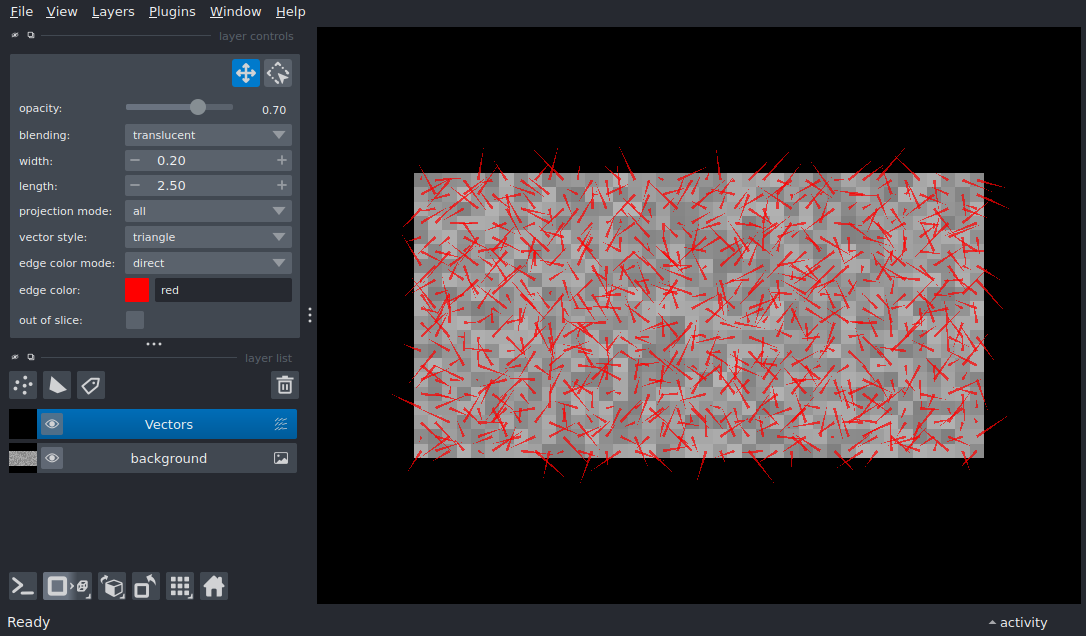 File View Layers Plugins Window Help
layer controls
opacity: 0.70
blending: translucent
width: − 0.20 +
length: − 2.50 +
projection mode: all
vector style: triangle
edge color mode: direct
edge color: red
out of slice:
layer list
Vectors
background
Ready
activity